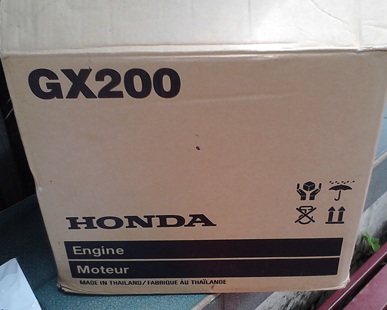 GX200
HONDA
Engine
Moteur
MADE IN THAILAND/FABRIQUÉ AU THAÏLANDE